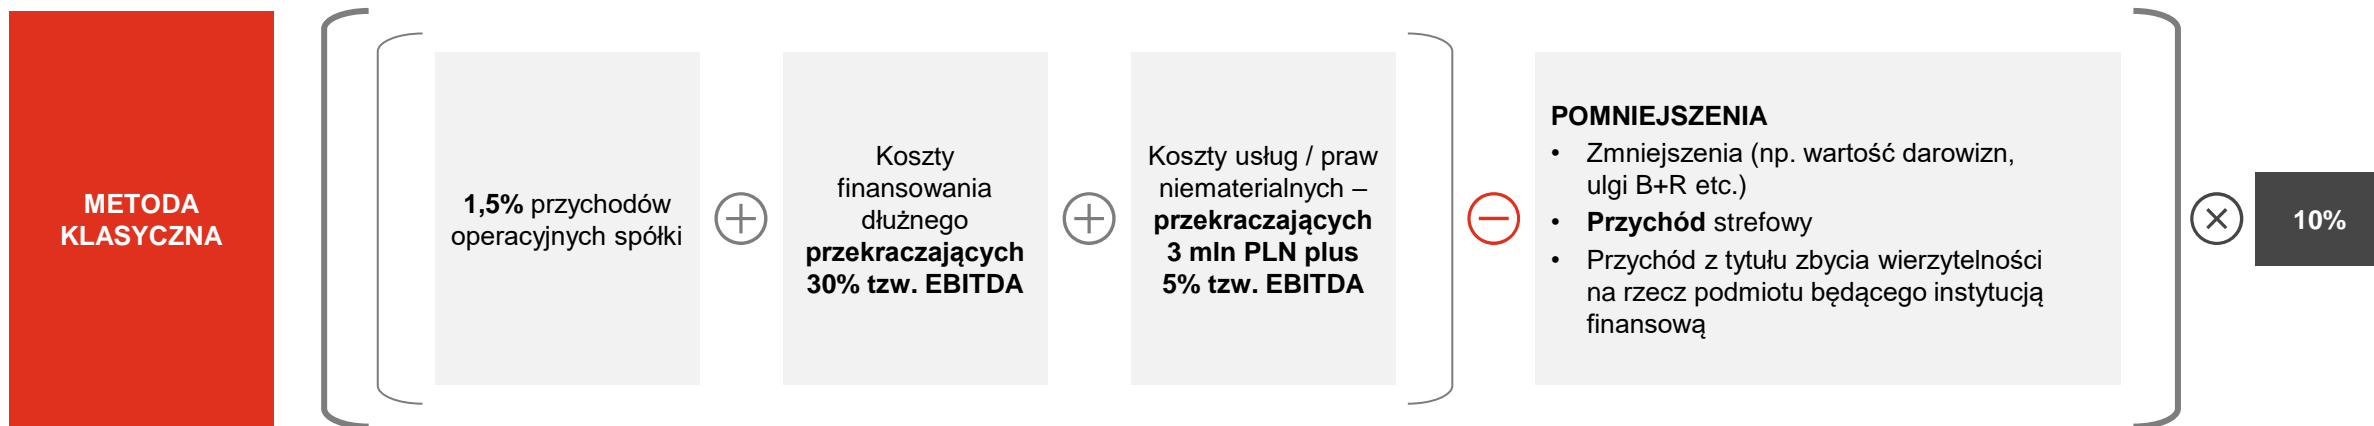 METODA
KLASYCZNA
1,5% przychodów
operacyjnych spółki
Koszty
finansowania
dłużnego
przekraczających
30% tzw. EBITDA
Koszty usług / praw
niematerialnych –
przekraczających
3 mln PLN plus
5% tzw. EBITDA
POMNIEJSZENIA
• Zmniejszenia (np. wartość darowizn,
ulgi B+R etc.)
• Przychód strefowy
• Przychód z tytułu zbycia wierzytelności
na rzecz podmiotu będącego instytucją
finansową
10%